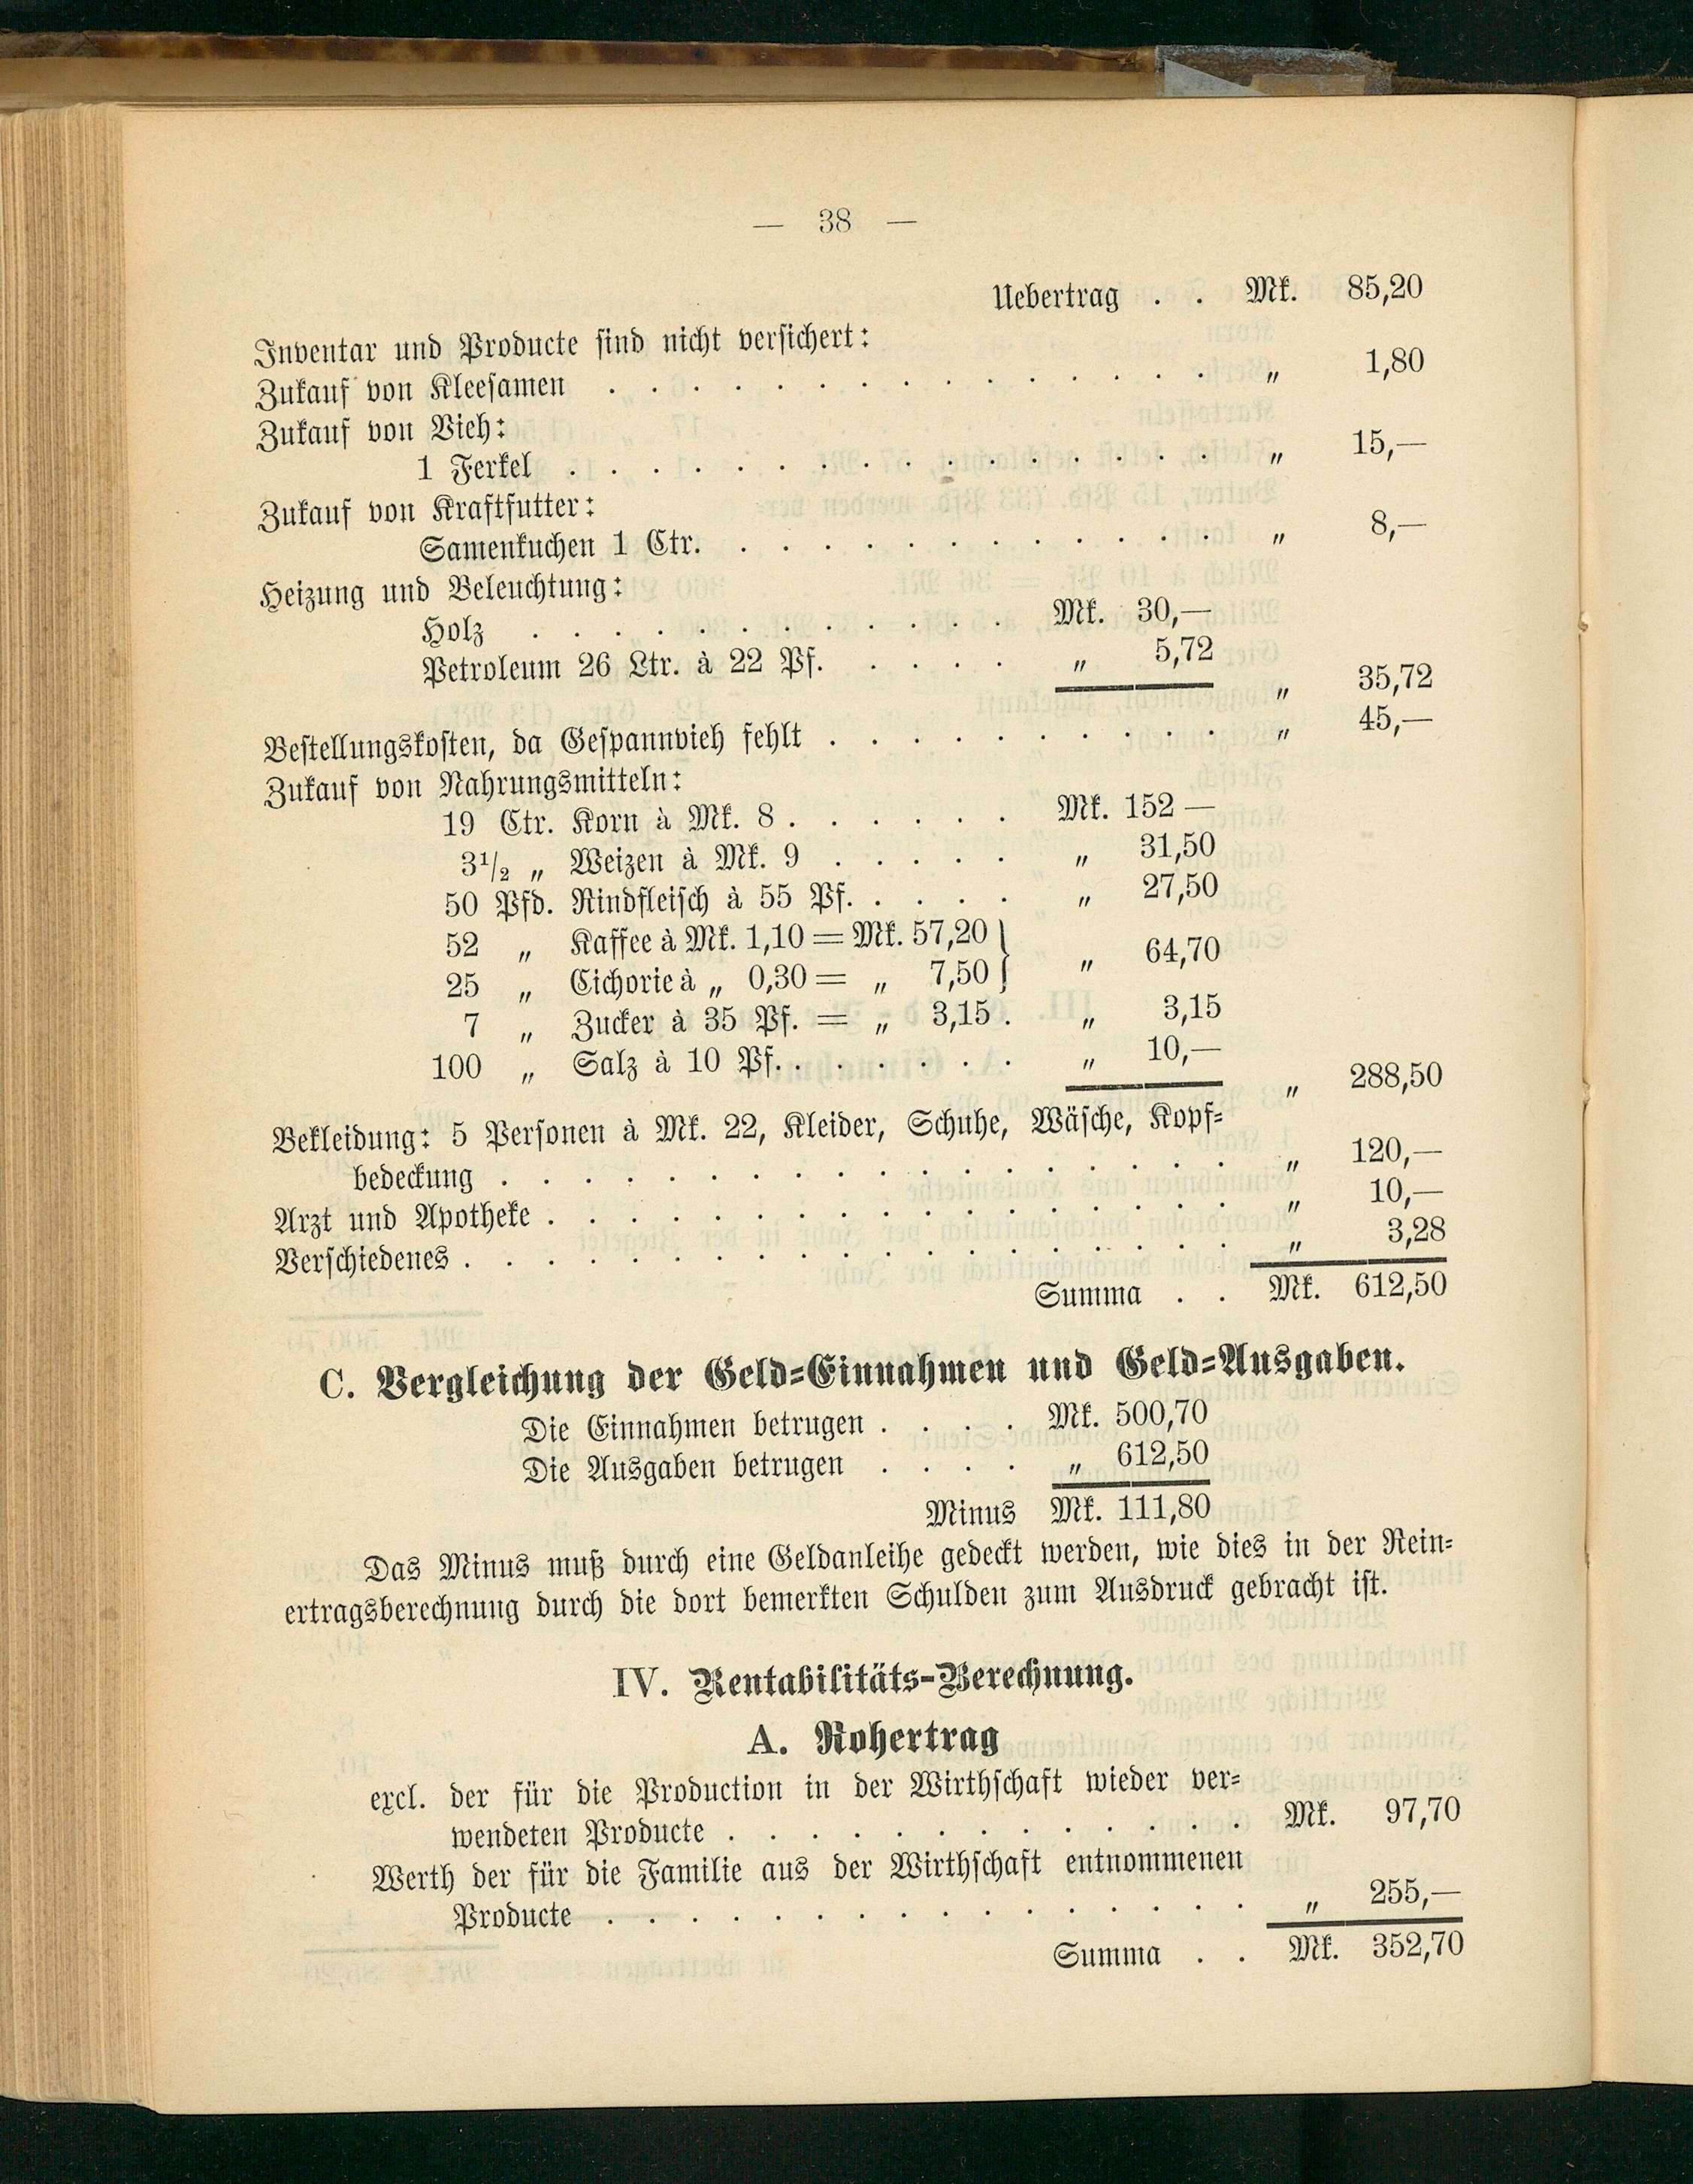 — 38 —
Uebertrag . . Mk. 85,20
Inventar und Producte sind nicht versichert:
Zukauf von Kleesamen . . . . . . . . . . . . . . . „ 1,80
Zukauf von Vieh:
1 Ferkel . . . . . . . . . . . . . . . . „ 15,—
Zukauf von Kraftfutter:
Samenkuchen 1 Ctr. . . . . . . . . . . . . „ 8,—
Heizung und Beleuchtung:
Holz . . . . . . . . . . . . Mk. 30,—
Petroleum 26 Ltr. à 22 Pf. . . . . „ 5,72
„ 35,72
Bestellungskosten, da Gespannvieh fehlt . . . . . . . . . . „ 45,—
Zukauf von Nahrungsmitteln:
19 Ctr. Korn à Mk. 8 . . . . . . Mk. 152 —
3½ „ Weizen à Mk. 9 . . . . . „ 31,50
50 Pfd. Rindfleisch à 55 Pf. . . . . „ 27,50
52 „ Kaffee à Mk. 1,10 = Mk. 57,20 }
25 „ Cichorie à „ 0,30 = „ 7,50 } „ 64,70
7 „ Zucker à 35 Pf. = „ 3,15 . „ 3,15
100 „ Salz à 10 Pf. . . . . . . „ 10,—
„ 288,50
Bekleidung: 5 Personen à Mk. 22, Kleider, Schuhe, Wäsche, Kopf-
bedeckung . . . . . . . . . . . . . . . . . . „ 120,—
Arzt und Apotheke . . . . . . . . . . . . . . . . . „ 10,—
Verschiedenes . . . . . . . . . . . . . . . . . . . „ 3,28
Summa . . Mk. 612,50
C. Vergleichung der Geld-Einnahmen und Geld-Ausgaben.
Die Einnahmen betrugen . . . . Mk. 500,70
Die Ausgaben betrugen . . . . „ 612,50
Minus Mk. 111,80
Das Minus muß durch eine Geldanleihe gedeckt werden, wie dies in der Rein-
ertragsberechnung durch die dort bemerkten Schulden zum Ausdruck gebracht ist.
IV. Rentabilitäts-Berechnung.
A. Rohertrag
excl. der für die Production in der Wirthschaft wieder ver-
wendeten Producte . . . . . . . . . . . . . Mk. 97,70
Werth der für die Familie aus der Wirthschaft entnommenen
Producte . . . . . . . . . . . . . . . . „ 255,—
Summa . . Mk. 352,70